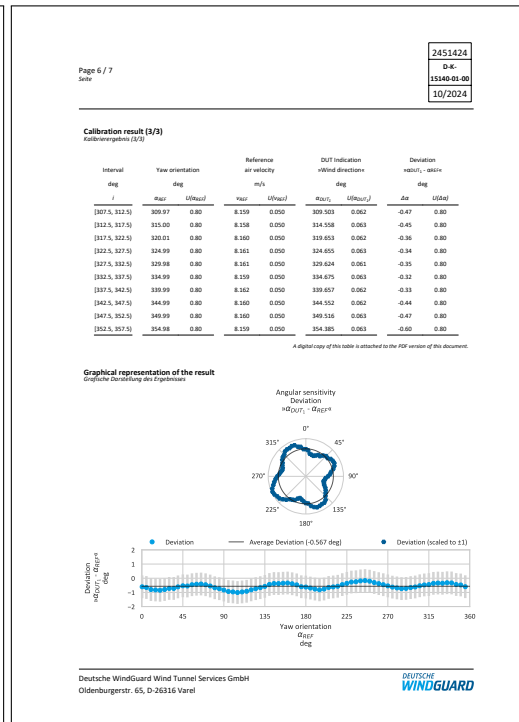 2451424
D-K-
15140-01-00
10/2024
Page 6 / 7
Seite
Calibration result (3/3)
Kalibrierergebnis (3/3)
Interval Yaw orientation Reference air velocity DUT Indication »Wind direction« Deviation »αDUT₁ - αREF«
deg deg m/s deg deg
i αREF U(αREF) vREF U(vREF) αDUT₁ U(αDUT₁) Δα U(Δα)
[307.5, 312.5) 309.97 0.80 8.159 0.050 309.503 0.062 -0.47 0.80
[312.5, 317.5) 315.00 0.80 8.158 0.050 314.558 0.063 -0.45 0.80
[317.5, 322.5) 320.01 0.80 8.160 0.050 319.653 0.062 -0.36 0.80
[322.5, 327.5) 324.99 0.80 8.161 0.050 324.655 0.063 -0.34 0.80
[327.5, 332.5) 329.98 0.80 8.161 0.050 329.624 0.061 -0.35 0.80
[332.5, 337.5) 334.99 0.80 8.159 0.050 334.675 0.063 -0.32 0.80
[337.5, 342.5) 339.99 0.80 8.162 0.050 339.657 0.062 -0.33 0.80
[342.5, 347.5) 344.99 0.80 8.160 0.050 344.552 0.062 -0.44 0.80
[347.5, 352.5) 349.99 0.80 8.160 0.050 349.516 0.063 -0.47 0.80
[352.5, 357.5) 354.98 0.80 8.159 0.050 354.385 0.063 -0.60 0.80
A digital copy of this table is attached to the PDF version of this document.
Graphical representation of the result
Grafische Darstellung des Ergebnisses
Angular sensitivity
Deviation
»αDUT₁ - αREF«
0°
315° 45°
270° 90°
225° 135°
180°
Deviation Average Deviation (-0.567 deg) Deviation (scaled to ±1)
Deviation
»αDUT₁ - αREF«
deg
2
1
0
−1
−2
0 45 90 135 180 225 270 315 360
Yaw orientation
αREF
deg
Deutsche WindGuard Wind Tunnel Services GmbH
Oldenburgerstr. 65, D-26316 Varel
DEUTSCHE
WINDGUARD